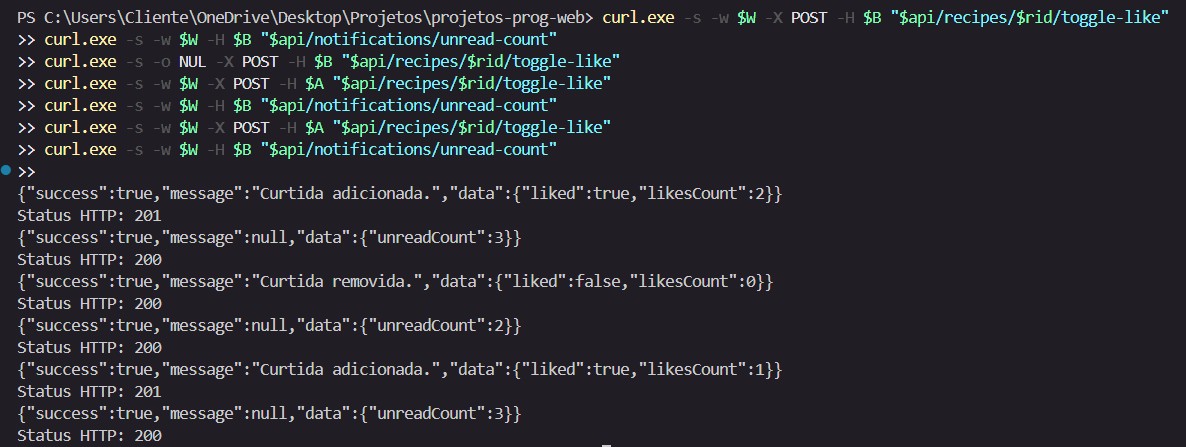 PS C:\Users\Cliente\OneDrive\Desktop\Projetos\projetos-prog-web> curl.exe -s -w $W -X POST -H $B "$api/recipes/$rid/toggle-like"
>> curl.exe -s -w $W -H $B "$api/notifications/unread-count"
>> curl.exe -s -o NUL -X POST -H $B "$api/recipes/$rid/toggle-like"
>> curl.exe -s -w $W -X POST -H $A "$api/recipes/$rid/toggle-like"
>> curl.exe -s -w $W -H $B "$api/notifications/unread-count"
>> curl.exe -s -w $W -X POST -H $A "$api/recipes/$rid/toggle-like"
>> curl.exe -s -w $W -H $B "$api/notifications/unread-count"
>>
{"success":true,"message":"Curtida adicionada.","data":{"liked":true,"likesCount":2}}
Status HTTP: 201
{"success":true,"message":null,"data":{"unreadCount":3}}
Status HTTP: 200
{"success":true,"message":"Curtida removida.","data":{"liked":false,"likesCount":0}}
Status HTTP: 200
{"success":true,"message":null,"data":{"unreadCount":2}}
Status HTTP: 200
{"success":true,"message":"Curtida adicionada.","data":{"liked":true,"likesCount":1}}
Status HTTP: 201
{"success":true,"message":null,"data":{"unreadCount":3}}
Status HTTP: 200